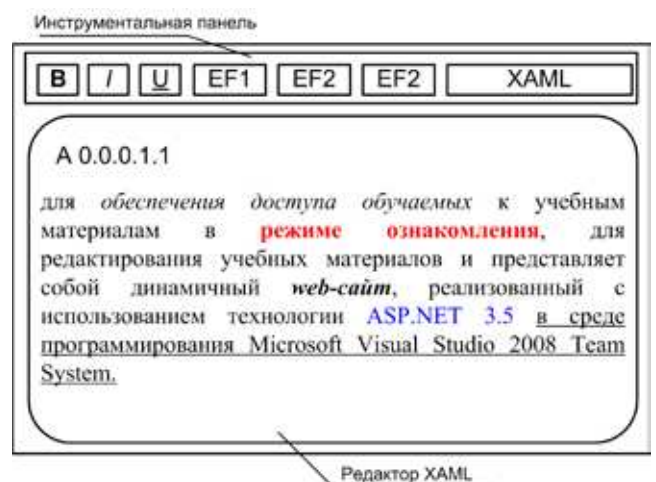 Инструментальная панель
B I U EF1 EF2 EF2 XAML
A 0.0.0.1.1
для обеспечения доступа обучаемых к учебным
материалам в режиме ознакомления, для
редактирования учебных материалов и представляет
собой динамичный web-сайт, реализованный с
использованием технологии ASP.NET 3.5 в среде
программирования Microsoft Visual Studio 2008 Team
System.
Редактор XAML